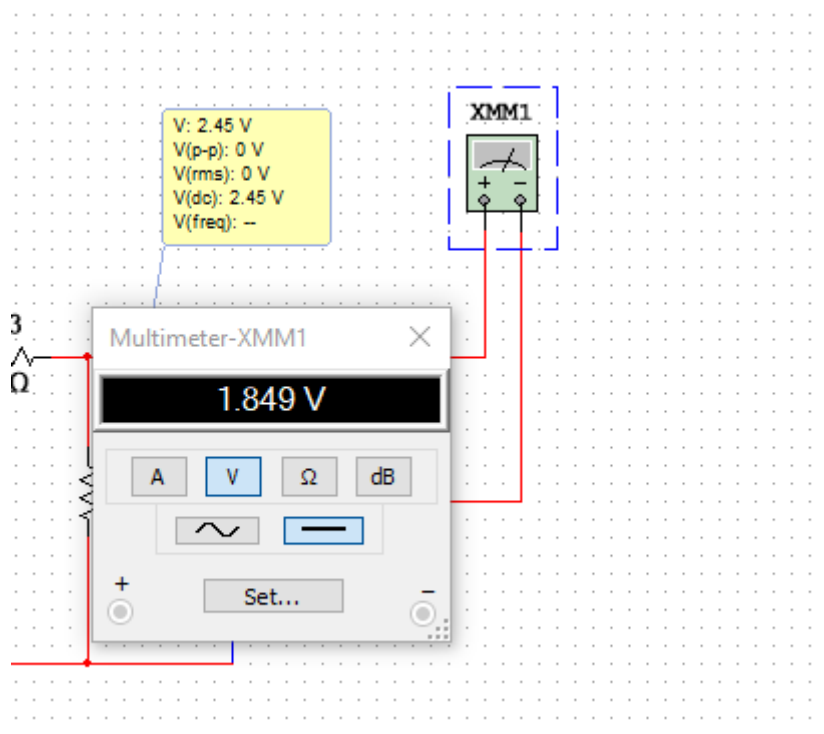 XMM1
V: 2.45 V
V(p-p): 0 V
V(rms): 0 V
V(dc): 2.45 V
V(freq): --
+ −
3
Ω
Multimeter-XMM1
1.849 V
A V Ω dB
+ −
Set...